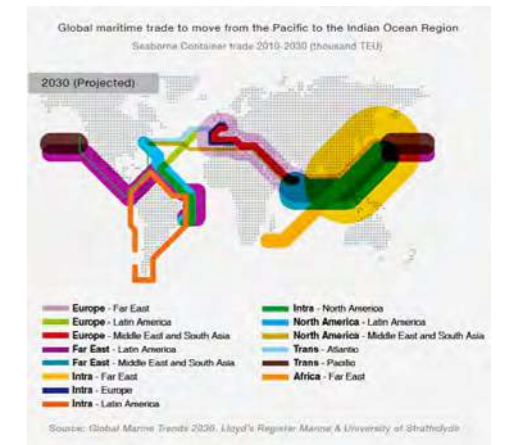 Global maritime trade to move from the Pacific to the Indian Ocean Region
Seaborne Container trade 2010-2030 (thousand TEU)
2030 (Projected)
Europe - Far East
Europe - Latin America
Europe - Middle East and South Asia
Far East - Latin America
Far East - Middle East and South Asia
Intra - Far East
Intra - Europe
Intra - Latin America
Intra - North America
North America - Latin America
North America - Middle East and South Asia
Trans - Atlantic
Trans - Pacific
Africa - Far East
Source: Global Marine Trends 2030. Lloyd's Register Marine & University of Strathclyde